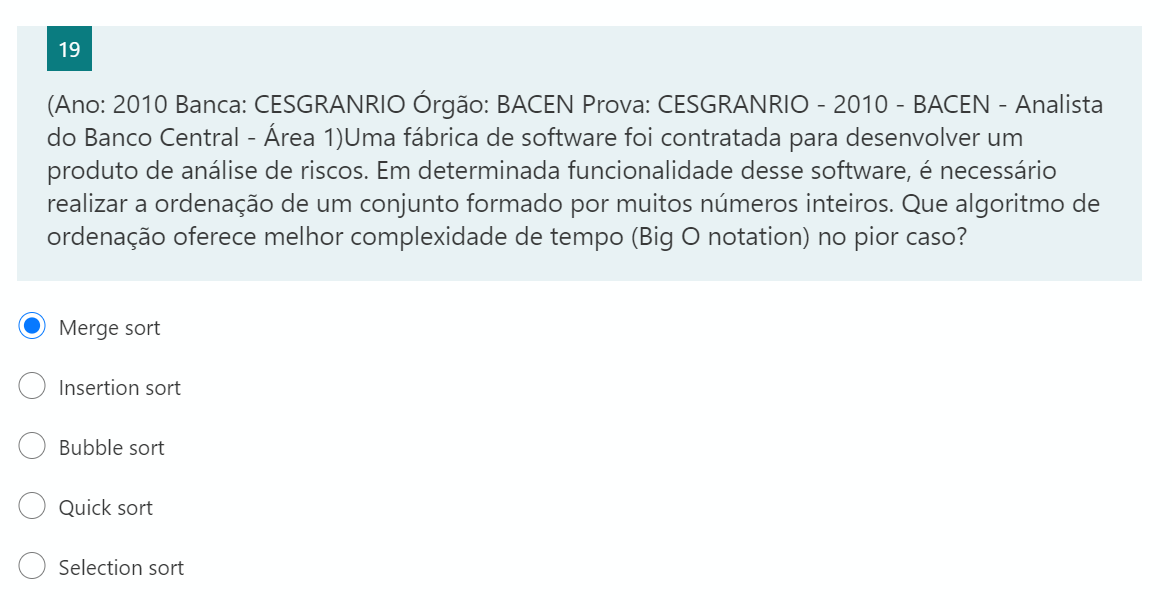 19
(Ano: 2010 Banca: CESGRANRIO Órgão: BACEN Prova: CESGRANRIO - 2010 - BACEN - Analista
do Banco Central - Área 1)Uma fábrica de software foi contratada para desenvolver um
produto de análise de riscos. Em determinada funcionalidade desse software, é necessário
realizar a ordenação de um conjunto formado por muitos números inteiros. Que algoritmo de
ordenação oferece melhor complexidade de tempo (Big O notation) no pior caso?
Merge sort
Insertion sort
Bubble sort
Quick sort
Selection sort